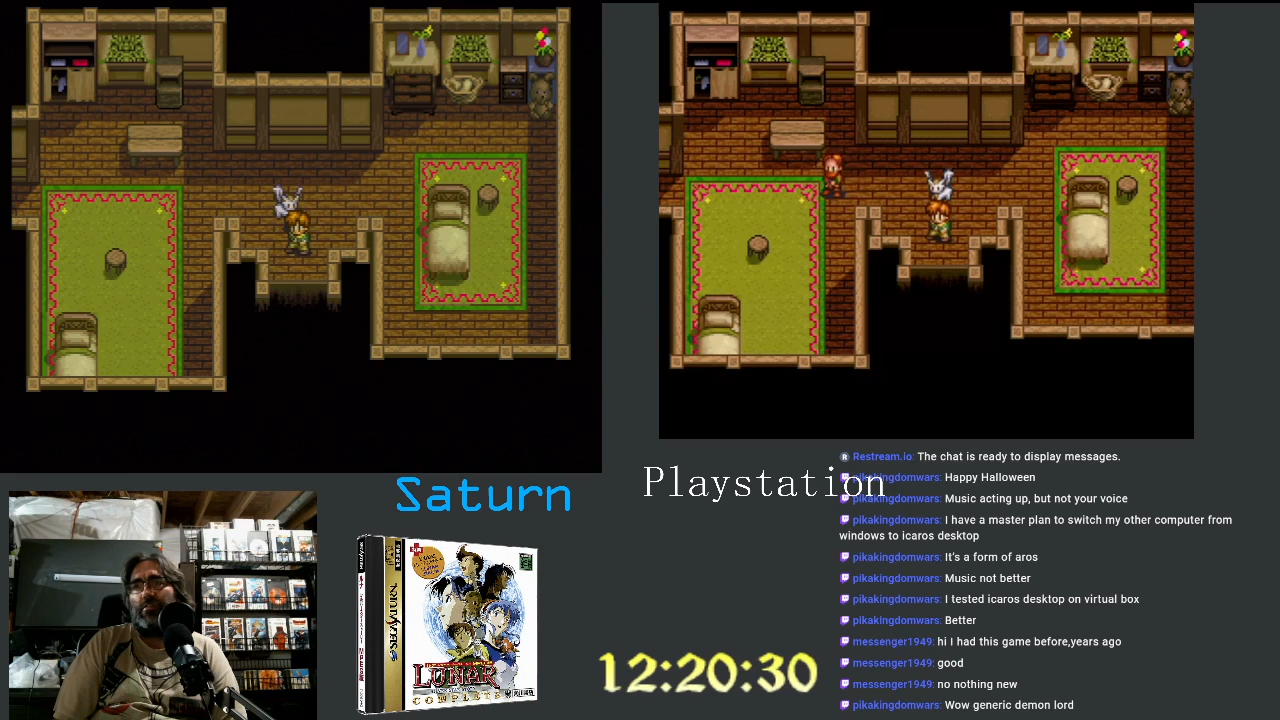 Saturn
Playstation
Restream.io: The chat is ready to display messages.
pikakingdomwars: Happy Halloween
pikakingdomwars: Music acting up, but not your voice
pikakingdomwars: I have a master plan to switch my other computer from
windows to icaros desktop
pikakingdomwars: It's a form of aros
pikakingdomwars: Music not better
pikakingdomwars: I tested icaros desktop on virtual box
pikakingdomwars: Better
messenger1949: hi I had this game before,years ago
messenger1949: good
messenger1949: no nothing new
pikakingdomwars: Wow generic demon lord
LUNAR
COMPLETE
12:20:30